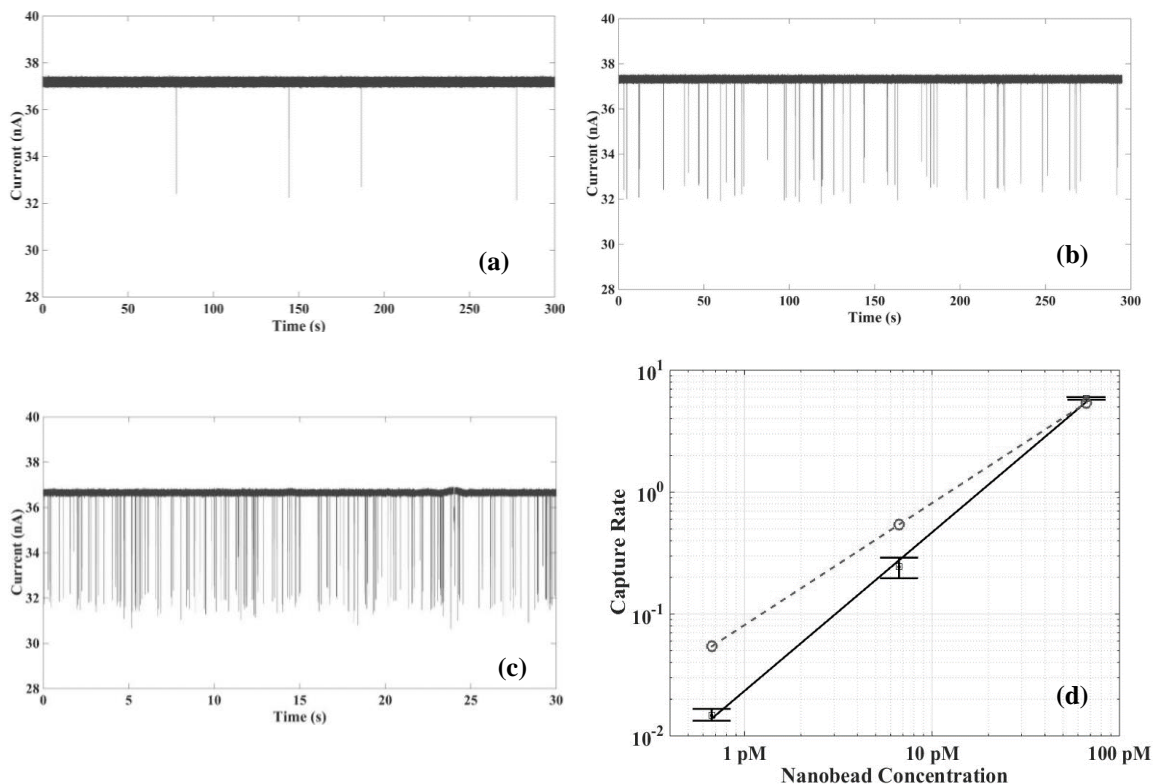 40
38
36
34
32
30
28
Current (nA)
0 50 100 150 200 250 300
Time (s)
(a)
40
38
36
34
32
30
28
Current (nA)
0 50 100 150 200 250 300
Time (s)
(b)
40
38
36
34
32
30
28
Current (nA)
0 5 10 15 20 25 30
Time (s)
(c)
10^1
10^0
10^-1
10^-2
Capture Rate
1 pM 10 pM 100 pM
Nanobead Concentration
(d)